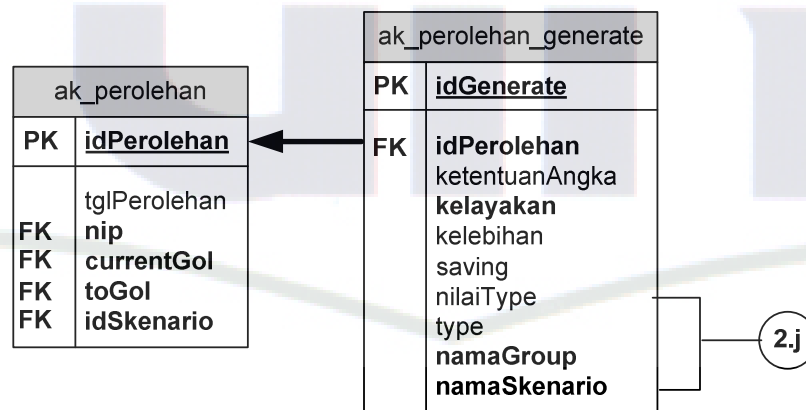 ak_perolehan
PK idPerolehan
tglPerolehan
FK nip
FK currentGol
FK toGol
FK idSkenario
ak_perolehan_generate
PK idGenerate
FK idPerolehan
ketentuanAngka
kelayakan
kelebihan
saving
nilaiType
type
namaGroup
namaSkenario
2.j